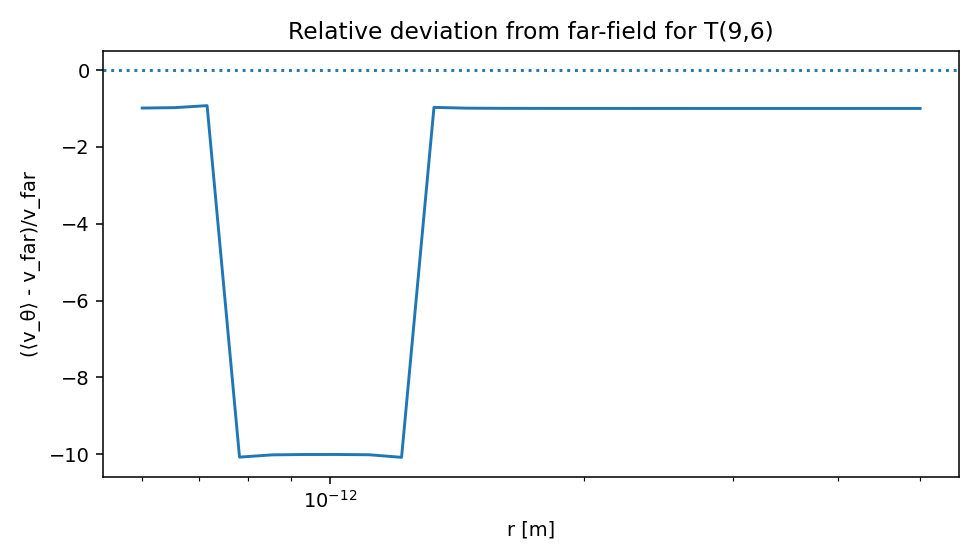 Relative deviation from far-field for T(9,6)
((v_θ⟩ - v_far)/v_far
0
−2
−4
−6
−8
−10
10⁻¹²
r [m]